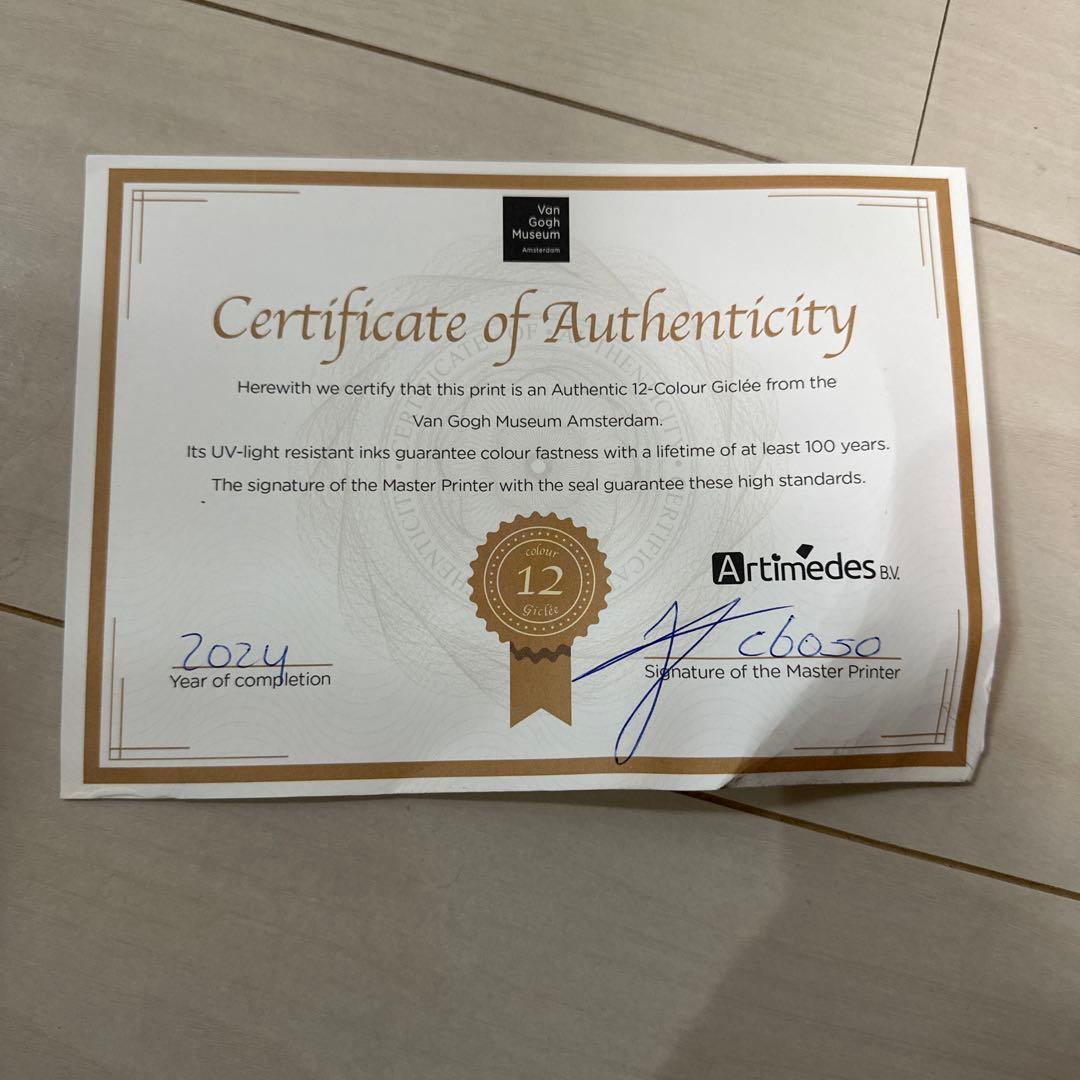 Van
Gogh
Museum
Amsterdam
Certificate of Authenticity
Herewith we certify that this print is an Authentic 12-Colour Giclée from the
Van Gogh Museum Amsterdam.
Its UV-light resistant inks guarantee colour fastness with a lifetime of at least 100 years.
The signature of the Master Printer with the seal guarantee these high standards.
colour
12
Giclée
Artimedes B.V.
2024
Year of completion
Signature of the Master Printer